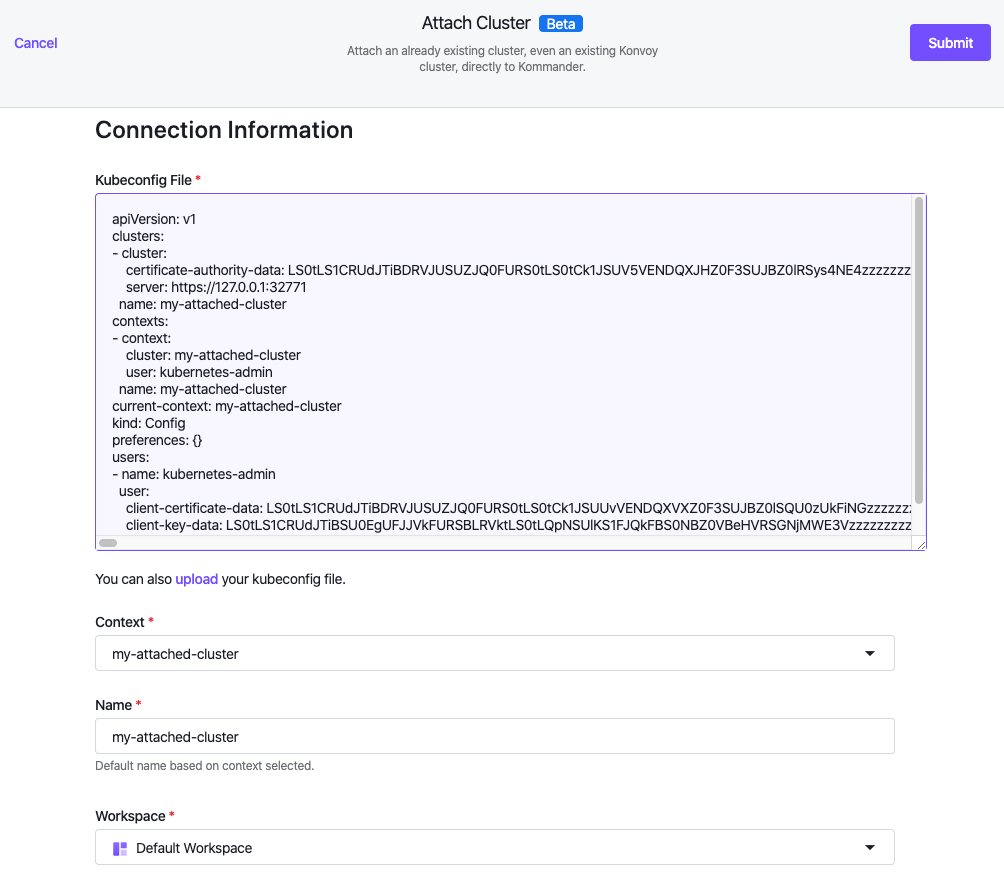 Attach Cluster Beta
Cancel
Submit
Attach an already existing cluster, even an existing Konvoy
cluster, directly to Kommander.
Connection Information
Kubeconfig File *
apiVersion: v1
clusters:
- cluster:
    certificate-authority-data: LS0tLS1CRUdJTiBDRVJUSUZJQ0FURS0tLS0tCk1JSUV5VENDQXJHZ0F3SUJBZ0lRSys4NE4zzzzzzz
    server: https://127.0.0.1:32771
  name: my-attached-cluster
contexts:
- context:
    cluster: my-attached-cluster
    user: kubernetes-admin
  name: my-attached-cluster
current-context: my-attached-cluster
kind: Config
preferences: {}
users:
- name: kubernetes-admin
  user:
    client-certificate-data: LS0tLS1CRUdJTiBDRVJUSUZJQ0FURS0tLS0tCk1JSUUvVENDQXVXZ0F3SUJBZ0lSQU0zUkFiNGzzzzzz
    client-key-data: LS0tLS1CRUdJTiBSU0EgUFJJVkFURSBLRVktLS0tLQpNSUlKS1FJQkFBS0NBZ0VBeHVRSGNjMWE3Vzzzzzzzzz
You can also upload your kubeconfig file.
Context *
my-attached-cluster
Name *
my-attached-cluster
Default name based on context selected.
Workspace *
Default Workspace